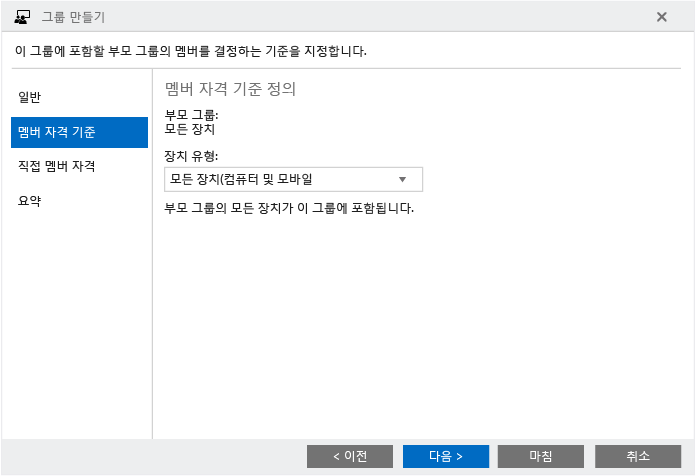 그룹 만들기
이 그룹에 포함할 부모 그룹의 멤버를 결정하는 기준을 지정합니다.
일반
멤버 자격 기준
직접 멤버 자격
요약
멤버 자격 기준 정의
부모 그룹:
모든 장치
장치 유형:
모든 장치(컴퓨터 및 모바일
부모 그룹의 모든 장치가 이 그룹에 포함됩니다.
< 이전
다음 >
마침
취소